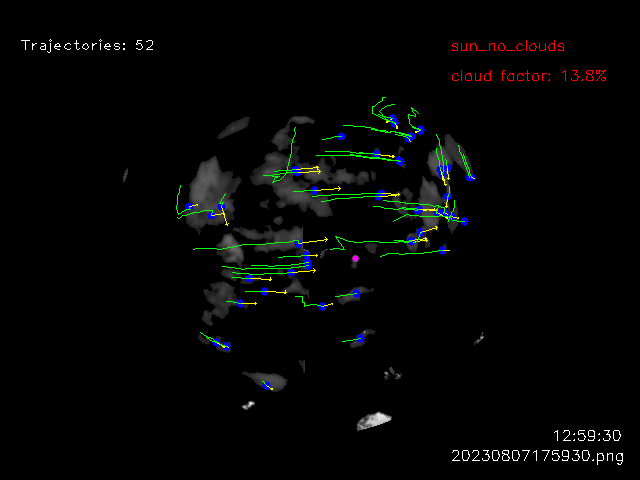 Trajectories: 52
sun_no_clouds
cloud factor: 13.8%
12:59:30
20230807175930.png